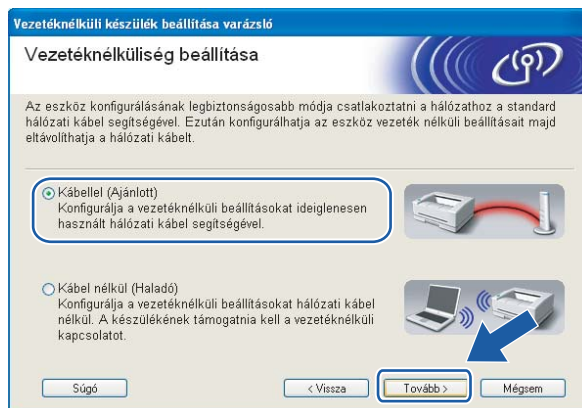 Vezetéknélküli készülék beállítása varázsló
Vezetéknélküliség beállítása
Az eszköz konfigurálásának legbiztonságosabb módja csatlakoztatni a hálózathoz a standard
hálózati kábel segítségével. Ezután konfigurálhatja az eszköz vezeték nélküli beállításait majd
eltávolíthatja a hálózati kábelt.
Kábellel (Ajánlott)
Konfigurálja a vezetéknélküli beállításokat ideiglenesen
használt hálózati kábel segítségével.
Kábel nélkül (Haladó)
Konfigurálja a vezetéknélküli beállításokat hálózati kábel
nélkül. A készülékének támogatnia kell a vezetéknélküli
kapcsolatot.
Súgó
< Vissza
Tovább >
Mégsem